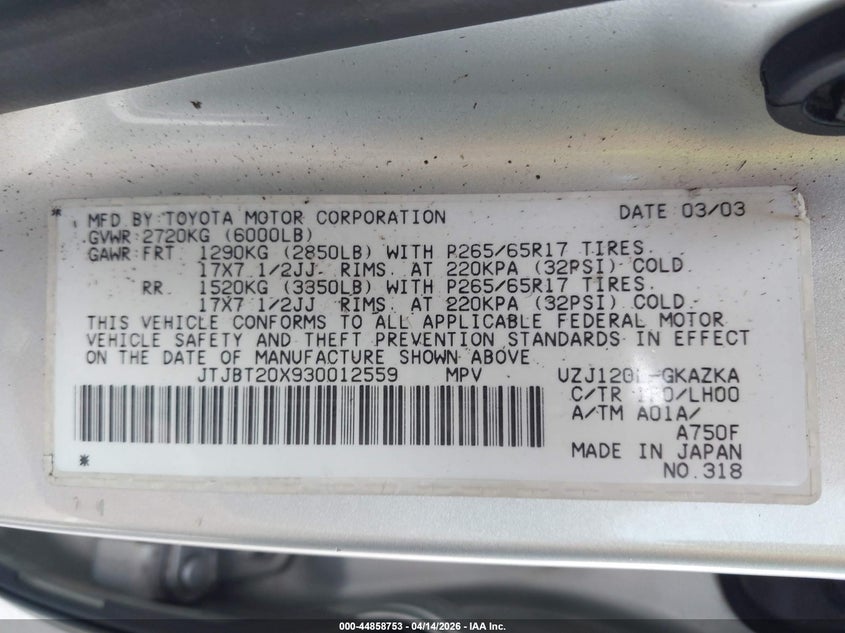 * MFD BY TOYOTA MOTOR CORPORATION DATE 03/03
GVWR 2720KG (6000LB)
GAWR FRT 1290KG (2850LB) WITH P265/65R17 TIRES.
17X7 1/2JJ RIMS. AT 220KPA (32PSI) COLD
RR 1520KG (3350LB) WITH P265/65R17 TIRES.
17X7 1/2JJ RIMS. AT 220KPA (32PSI) COLD.
THIS VEHICLE CONFORMS TO ALL APPLICABLE FEDERAL MOTOR
VEHICLE SAFETY AND THEFT PREVENTION STANDARDS IN EFFECT
ON THE DATE OF MANUFACTURE SHOWN ABOVE
JTJBT20X930012559 MPV
UZJ120L-GKAZKA
C/TR /LH00
A/TM A01A/
A750F
MADE IN JAPAN
*
NO.318
000-44858753 - 04/14/2026 - IAA Inc.